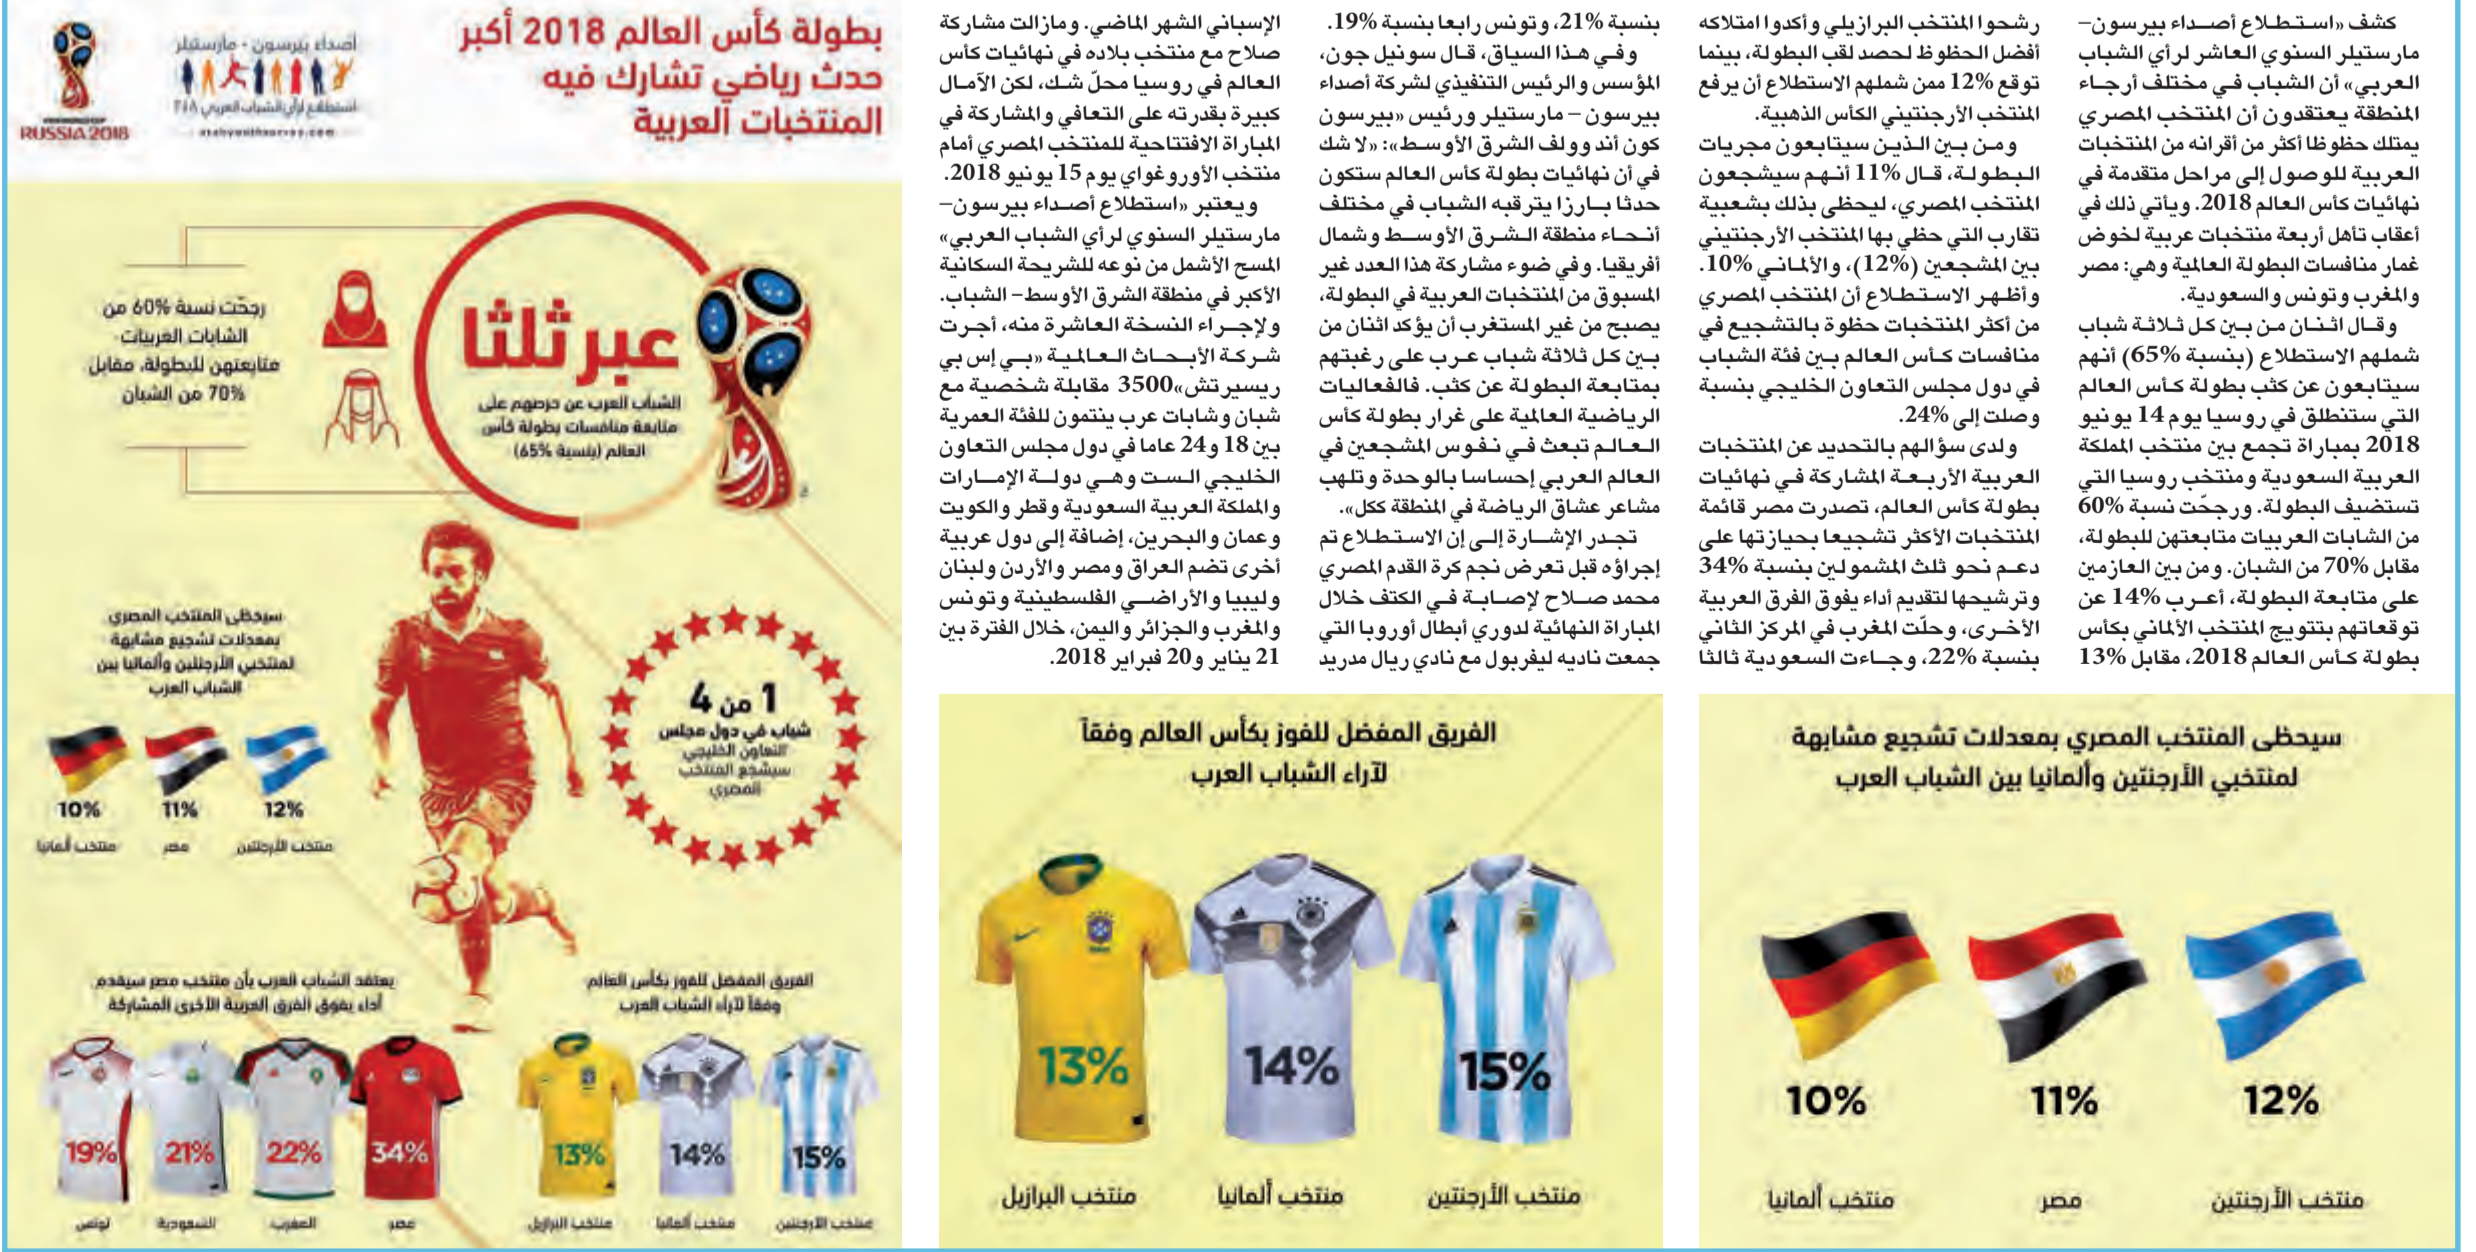 كشف «استطلاع أصداء بيرسون–
مارستيلر السنوي العاشر لرأي الشباب
العربي» أن الشباب في مختلف أرجاء
المنطقة يعتقدون أن المنتخب المصري
يمتلك حظوظا أكثر من أقرانه من المنتخبات
العربية للوصول إلى مراحل متقدمة في
نهائيات كأس العالم 2018. ويأتي ذلك في
أعقاب تأهل أربعة منتخبات عربية لخوض
غمار منافسات البطولة العالمية وهي: مصر
والمغرب وتونس والسعودية.
وقال اثنان من بين كل ثلاثة شباب
شملهم الاستطلاع (بنسبة 65%) أنهم
سيتابعون عن كثب بطولة كأس العالم
التي ستنطلق في روسيا يوم 14 يونيو
2018 بمباراة تجمع بين منتخب المملكة
العربية السعودية ومنتخب روسيا التي
تستضيف البطولة. ورجحّت نسبة 60%
من الشابات العربيات متابعتهن للبطولة،
مقابل 70% من الشبان. ومن بين العازمين
على متابعة البطولة، أعرب 14% عن
توقعاتهم بتتويج المنتخب الألماني بكأس
بطولة كأس العالم 2018، مقابل 13%
رشحوا المنتخب البرازيلي وأكدوا امتلاكه
أفضل الحظوظ لحصد لقب البطولة، بينما
توقع 12% ممن شملهم الاستطلاع أن يرفع
المنتخب الأرجنتيني الكأس الذهبية.
ومن بين الذين سيتابعون مجريات
البطولة، قال 11% أنهم سيشجعون
المنتخب المصري، ليحظى بذلك بشعبية
تقارب التي حظي بها المنتخب الأرجنتيني
بين المشجعين (12%)، والألماني 10%.
وأظهر الاستطلاع أن المنتخب المصري
من أكثر المنتخبات حظوة بالتشجيع في
منافسات كأس العالم بين فئة الشباب
في دول مجلس التعاون الخليجي بنسبة
وصلت إلى 24%.
ولدى سؤالهم بالتحديد عن المنتخبات
العربية الأربعة المشاركة في نهائيات
بطولة كأس العالم، تصدرت مصر قائمة
المنتخبات الأكثر تشجيعا بحيازتها على
دعم نحو ثلث المشمولين بنسبة 34%
وترشيحها لتقديم أداء يفوق الفرق العربية
الأخرى، وحلّت المغرب في المركز الثاني
بنسبة 22%، وجاءت السعودية ثالثا
بنسبة 21%، وتونس رابعا بنسبة 19%.
وفي هذا السياق، قال سونيل جون،
المؤسس والرئيس التنفيذي لشركة أصداء
بيرسون – مارستيلر ورئيس «بيرسون
كون أند وولف الشرق الأوسط»: «لا شك
في أن نهائيات بطولة كأس العالم ستكون
حدثا بارزا يترقبه الشباب في مختلف
أنحاء منطقة الشرق الأوسط وشمال
أفريقيا. وفي ضوء مشاركة هذا العدد غير
المسبوق من المنتخبات العربية في البطولة،
يصبح من غير المستغرب أن يؤكد اثنان من
بين كل ثلاثة شباب عرب على رغبتهم
بمتابعة البطولة عن كثب. فالفعاليات
الرياضية العالمية على غرار بطولة كأس
العالم تبعث في نفوس المشجعين في
العالم العربي إحساسا بالوحدة وتلهب
مشاعر عشاق الرياضة في المنطقة ككل».
تجدر الإشارة إلى إن الاستطلاع تم
إجراؤه قبل تعرض نجم كرة القدم المصري
محمد صلاح لإصابة في الكتف خلال
المباراة النهائية لدوري أبطال أوروبا التي
جمعت ناديه ليفربول مع نادي ريال مدريد
الإسباني الشهر الماضي. ومازالت مشاركة
صلاح مع منتخب بلاده في نهائيات كأس
العالم في روسيا محلّ شك، لكن الآمال
كبيرة بقدرته على التعافي والمشاركة في
المباراة الافتتاحية للمنتخب المصري أمام
منتخب الأوروغواي يوم 15 يونيو 2018.
ويعتبر «استطلاع أصداء بيرسون–
مارستيلر السنوي لرأي الشباب العربي»
المسح الأشمل من نوعه للشريحة السكانية
الأكبر في منطقة الشرق الأوسط– الشباب.
ولإجراء النسخة العاشرة منه، أجرت
شركة الأبحاث العالمية «بي إس بي
ريسيرتش»3500 مقابلة شخصية مع
شبان وشابات عرب ينتمون للفئة العمرية
بين 18 و24 عاما في دول مجلس التعاون
الخليجي الست وهي دولة الإمارات
والمملكة العربية السعودية وقطر والكويت
وعمان والبحرين، إضافة إلى دول عربية
أخرى تضم العراق ومصر والأردن ولبنان
وليبيا والأراضي الفلسطينية وتونس
والمغرب والجزائر واليمن، خلال الفترة بين
21 يناير و20 فبراير 2018.
سيحظى المنتخب المصري بمعدلات تشجيع مشابهة
لمنتخبي الأرجنتين وألمانيا بين الشباب العرب
12% 11% 10%
منتخب الأرجنتين مصر منتخب ألمانيا
الفريق المفضل للفوز بكأس العالم وفقاً
لآراء الشباب العرب
15% 14% 13%
منتخب الأرجنتين منتخب ألمانيا منتخب البرازيل
بطولة كأس العالم 2018 أكبر
حدث رياضي تشارك فيه
المنتخبات العربية
أصداء بيرسون - مارستيلر
استطلاع لرأي الشباب العربي
arabyouthsurvey.com
RUSSIA 2018
عبر ثلثا
الشباب العرب عن حرصهم على
متابعة منافسات بطولة كأس
العالم (بنسبة 65%)
رجحّت نسبة 60% من
الشابات العربيات
متابعتهن للبطولة، مقابل
70% من الشبان
سيحظى المنتخب المصري
بمعدلات تشجيع مشابهة
لمنتخبي الأرجنتين وألمانيا بين
الشباب العرب
12% 11% 10%
منتخب الأرجنتين مصر منتخب ألمانيا
1 من 4
شباب في دول مجلس
التعاون الخليجي
سيشجع المنتخب
المصري
الفريق المفضل للفوز بكأس العالم
وفقاً لآراء الشباب العرب
15% 14% 13%
منتخب الأرجنتين منتخب ألمانيا منتخب البرازيل
يعتقد الشباب العرب بأن منتخب مصر سيقدم
أداء يفوق الفرق العربية الأخرى المشاركة
34% 22% 21% 19%
مصر المغرب السعودية تونس